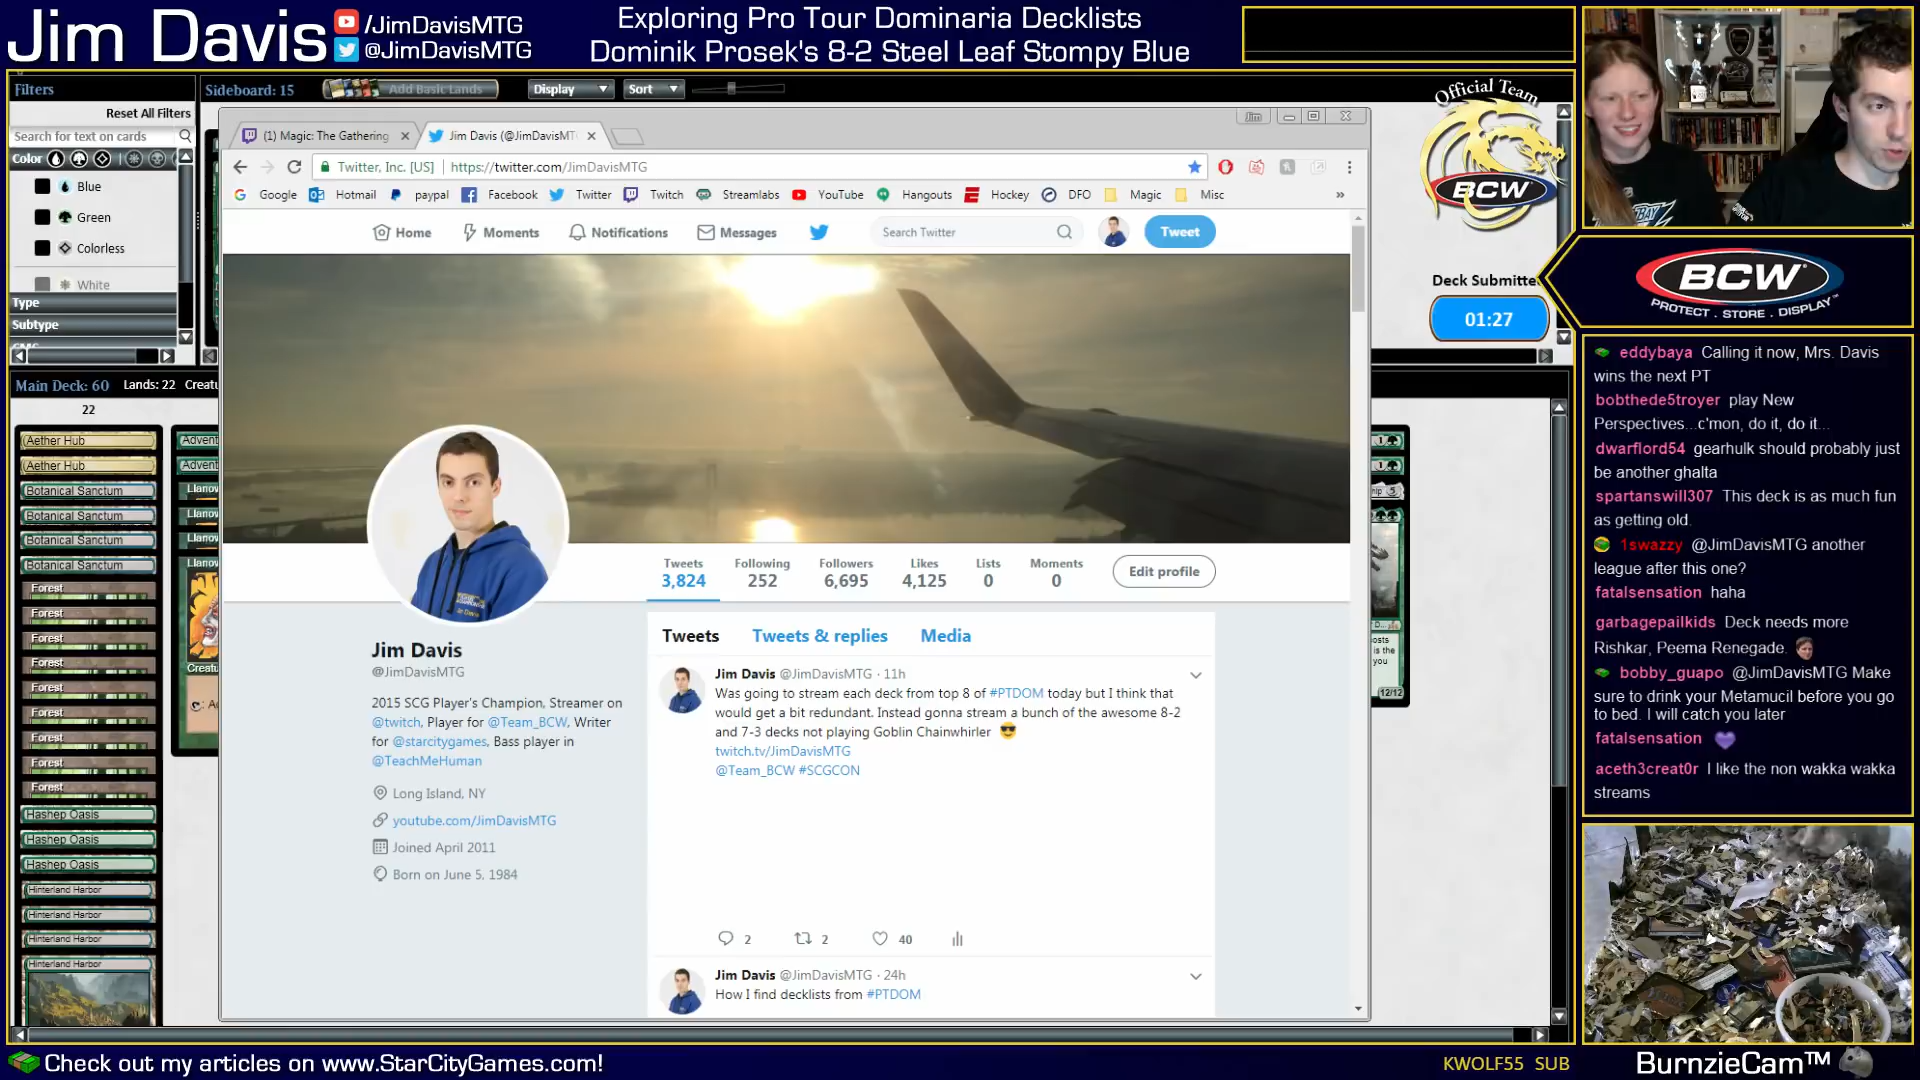 Jim Davis
/JimDavisMTG
@JimDavisMTG
Exploring Pro Tour Dominaria Decklists
Dominik Prosek's 8-2 Steel Leaf Stompy Blue
Filters
Reset All Filters
Search for text on cards
Color
Blue
Green
Colorless
White
Type
Subtype
Sideboard: 15
Add Basic Lands
Display
Sort
Jim
(1) Magic: The Gathering
Jim Davis (@JimDavisMT
Twitter, Inc. [US]
https://twitter.com/JimDavisMTG
Google
Hotmail
paypal
Facebook
Twitter
Twitch
Streamlabs
YouTube
Hangouts
Hockey
DFO
Magic
Misc
Home
Moments
Notifications
Messages
Search Twitter
Tweet
Tweets
3,824
Following
252
Followers
6,695
Likes
4,125
Lists
0
Moments
0
Edit profile
Jim Davis
@JimDavisMTG
2015 SCG Player's Champion, Streamer on
@twitch, Player for @Team_BCW, Writer
for @starcitygames, Bass player in
@TeachMeHuman
Long Island, NY
youtube.com/JimDavisMTG
Joined April 2011
Born on June 5, 1984
Tweets
Tweets & replies
Media
Jim Davis @JimDavisMTG · 11h
Was going to stream each deck from top 8 of #PTDOM today but I think that
would get a bit redundant. Instead gonna stream a bunch of the awesome 8-2
and 7-3 decks not playing Goblin Chainwhirler
twitch.tv/JimDavisMTG
@Team_BCW #SCGCON
2
2
40
Jim Davis @JimDavisMTG · 24h
How I find decklists from #PTDOM
Main Deck: 60
Lands: 22
Creatu
22
Aether Hub
Aether Hub
Botanical Sanctum
Botanical Sanctum
Botanical Sanctum
Botanical Sanctum
Forest
Forest
Forest
Forest
Forest
Forest
Forest
Forest
Forest
Hashep Oasis
Hashep Oasis
Hashep Oasis
Hinterland Harbor
Hinterland Harbor
Hinterland Harbor
Hinterland Harbor
Advent
Advent
Llanov
Llanov
Llanov
Llanov
Creatu
12/12
Official Team
BCW
Deck Submitte
01:27
BCW
PROTECT . STORE . DISPLAY
eddybaya Calling it now, Mrs. Davis
wins the next PT
bobthede5troyer play New
Perspectives...c'mon, do it, do it...
dwarflord54 gearhulk should probably just
be another ghalta
spartanswill307 This deck is as much fun
as getting old.
1swazzy @JimDavisMTG another
league after this one?
fatalsensation haha
garbagepailkids Deck needs more
Rishkar, Peema Renegade.
bobby_guapo @JimDavisMTG Make
sure to drink your Metamucil before you go
to bed. I will catch you later
fatalsensation
aceth3creat0r I like the non wakka wakka
streams
Check out my articles on www.StarCityGames.com!
KWOLF55 SUB
BurnzieCam™